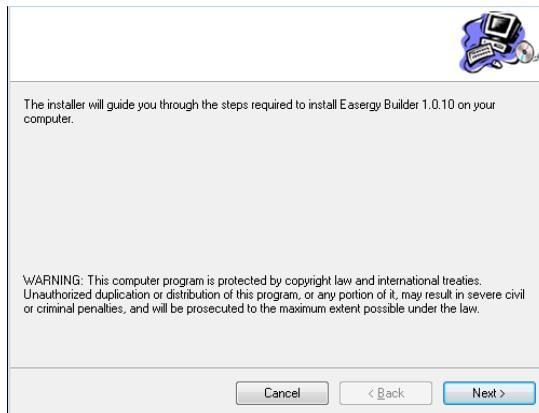 The installer will guide you through the steps required to install Easergy Builder 1.0.10 on your
computer.
WARNING: This computer program is protected by copyright law and international treaties.
Unauthorized duplication or distribution of this program, or any portion of it, may result in severe civil
or criminal penalties, and will be prosecuted to the maximum extent possible under the law.
Cancel
< Back
Next >